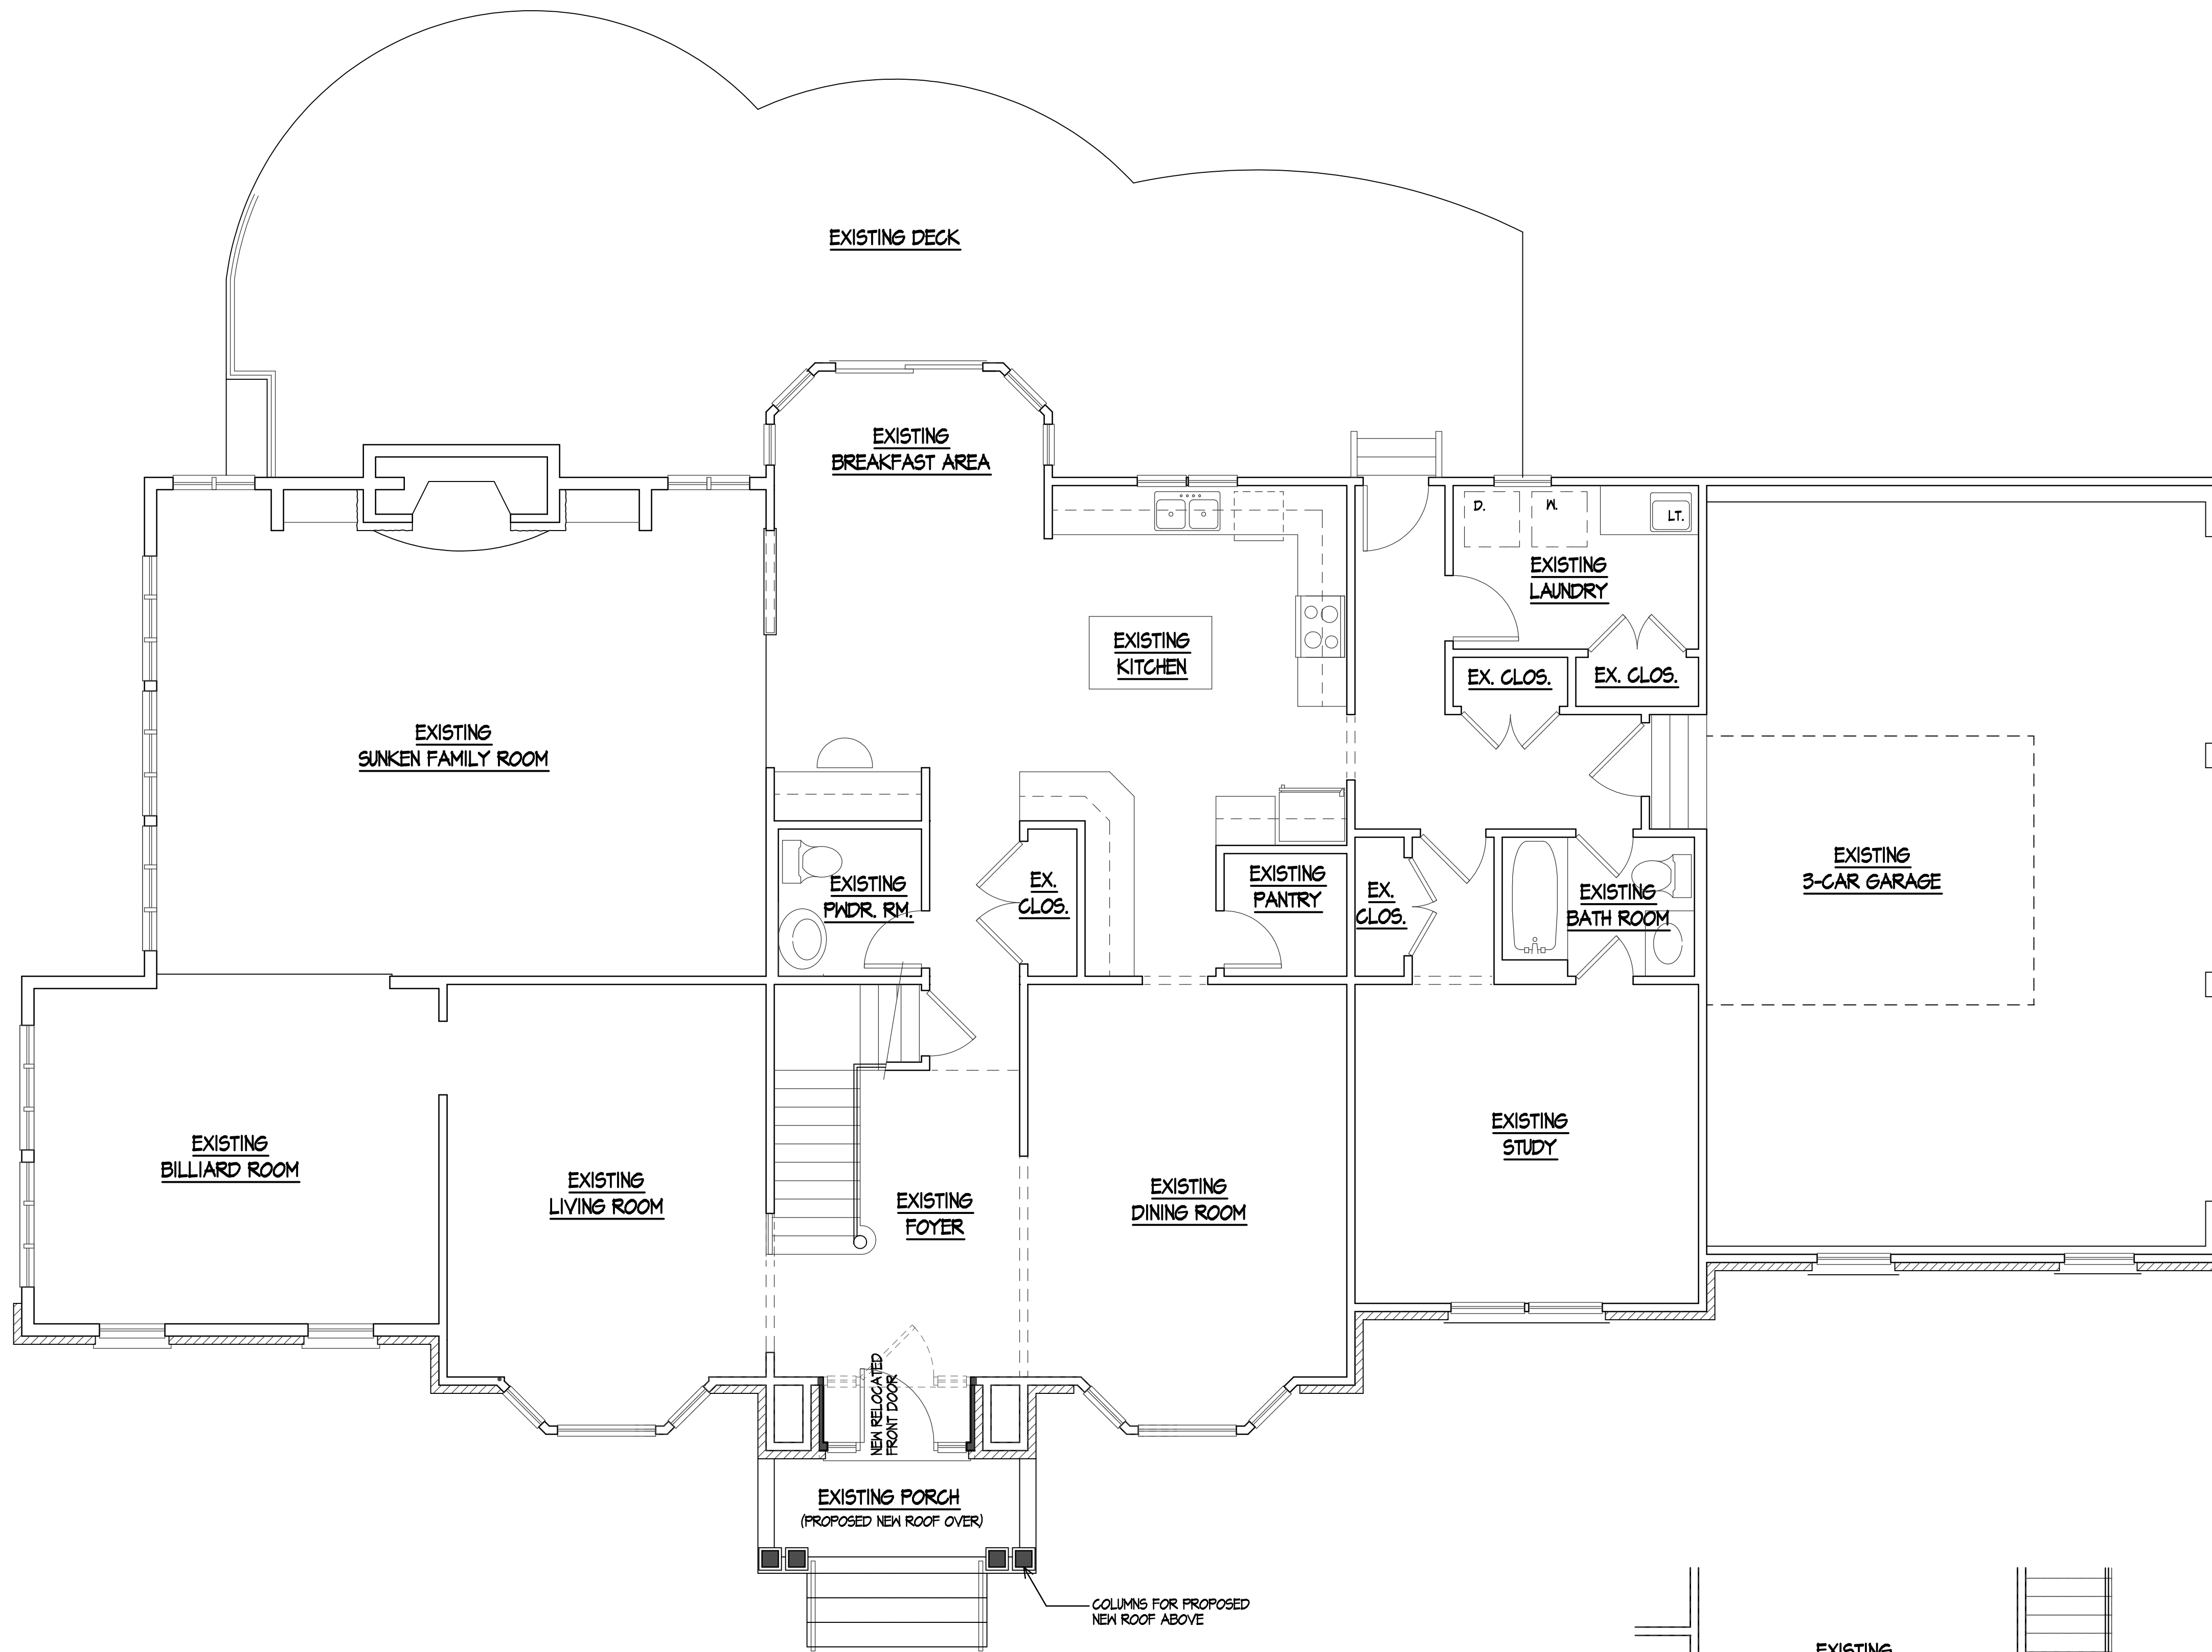 EXISTING DECK
EXISTING
BREAKFAST AREA
D.
W.
LT.
EXISTING
LAUNDRY
EXISTING
KITCHEN
EX. CLOS.
EX. CLOS.
EXISTING
SUNKEN FAMILY ROOM
EXISTING
PWDR. RM.
EX.
CLOS.
EXISTING
PANTRY
EX.
CLOS.
EXISTING
BATH ROOM
EXISTING
3-CAR GARAGE
EXISTING
BILLIARD ROOM
EXISTING
LIVING ROOM
EXISTING
FOYER
EXISTING
DINING ROOM
EXISTING
STUDY
NEW RELOCATED
FRONT DOOR
EXISTING PORCH
(PROPOSED NEW ROOF OVER)
COLUMNS FOR PROPOSED
NEW ROOF ABOVE
EXISTING